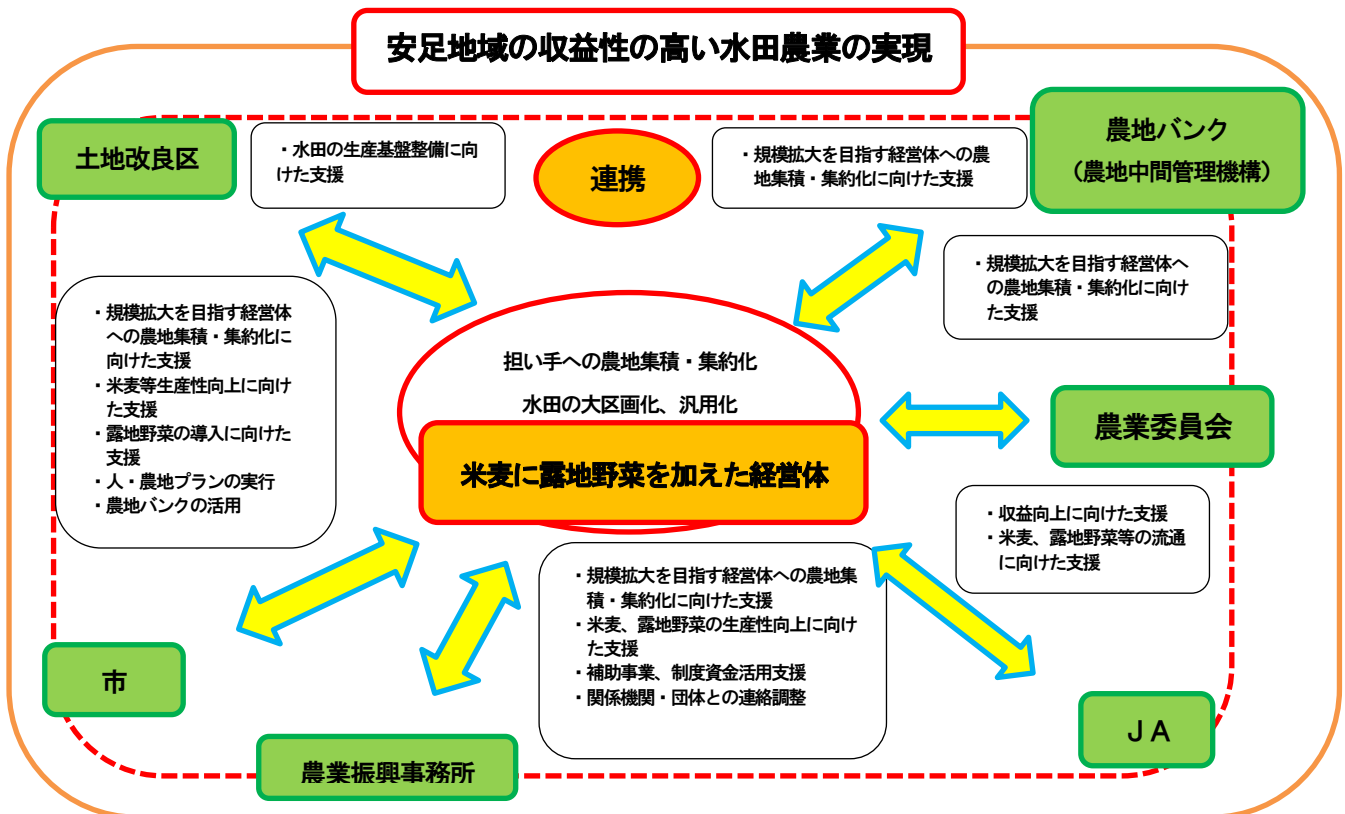 安足地域の収益性の高い水田農業の実現
土地改良区
・水田の生産基盤整備に向
けた支援
連携
・規模拡大を目指す経営体への農
地集積・集約化に向けた支援
農地バンク
（農地中間管理機構）
・規模拡大を目指す経営体へ
の農地集積・集約化に向け
た支援
・規模拡大を目指す経営体
への農地集積・集約化に
向けた支援
・米麦等生産性向上に向け
た支援
・露地野菜の導入に向けた
支援
・人・農地プランの実行
・農地バンクの活用
担い手への農地集積・集約化
水田の大区画化、汎用化
米麦に露地野菜を加えた経営体
農業委員会
・収益向上に向けた支援
・米麦、露地野菜等の流通
に向けた支援
・規模拡大を目指す経営体への農地集
積・集約化に向けた支援
・米麦、露地野菜の生産性向上に向け
た支援
・補助事業、制度資金活用支援
・関係機関・団体との連絡調整
市
農業振興事務所
ＪＡ